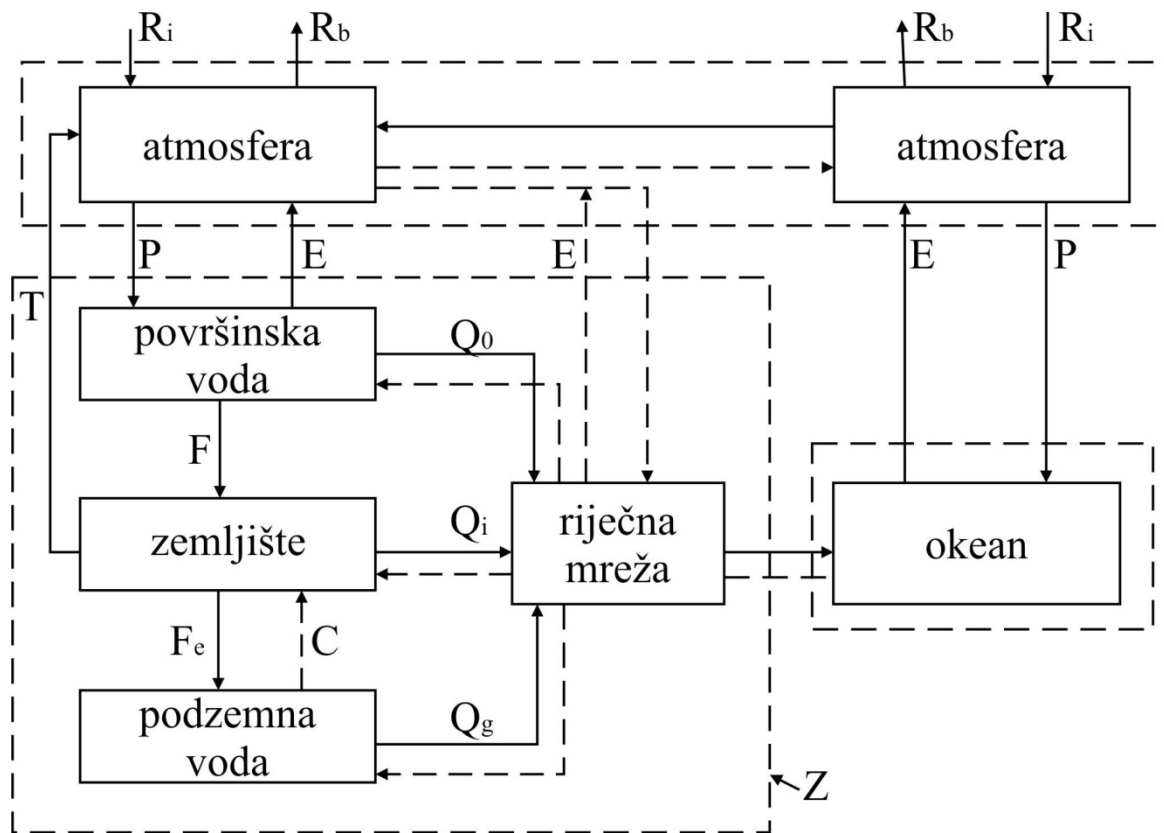 Ri
Rb
Rb
Ri
atmosfera
atmosfera
P
E
E
E
P
T
površinska
voda
Q0
F
zemljište
Qi
riječna
mreža
okean
Fe
C
podzemna
voda
Qg
Z